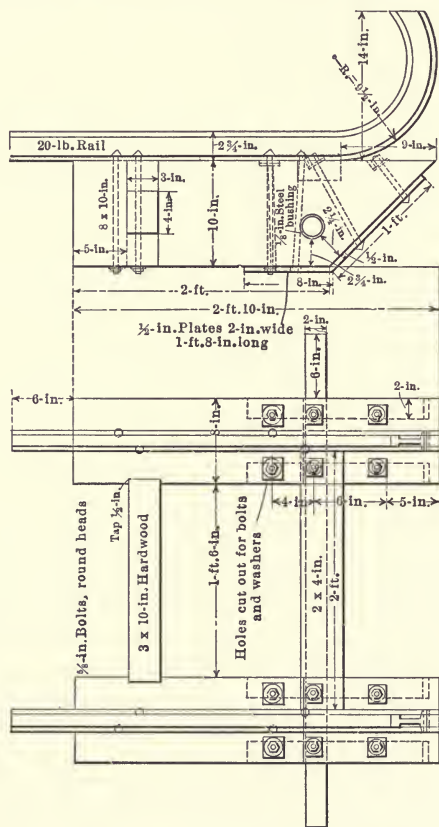 14-in.
R.=9½-in.
20-lb. Rail
2¾-in.
9-in.
3-in.
8 x 10-in.
4-in.
10-in.
⅞-in. Steel
bushing
2¼-in.
1-ft.
5-in.
½-in.
2¾-in.
8-in.
2-ft.
2-ft. 10-in.
½-in. Plates 2-in. wide
1-ft. 8-in. long
2-in.
6-in.
6-in.
2-in.
4-in.
6-in.
5-in.
⅝-in. Bolts, round heads
Tap ½-in.
3 x 10-in. Hardwood
1-ft. 6-in.
Holes cut out for bolts
and washers
2 x 4-in.
2-ft.